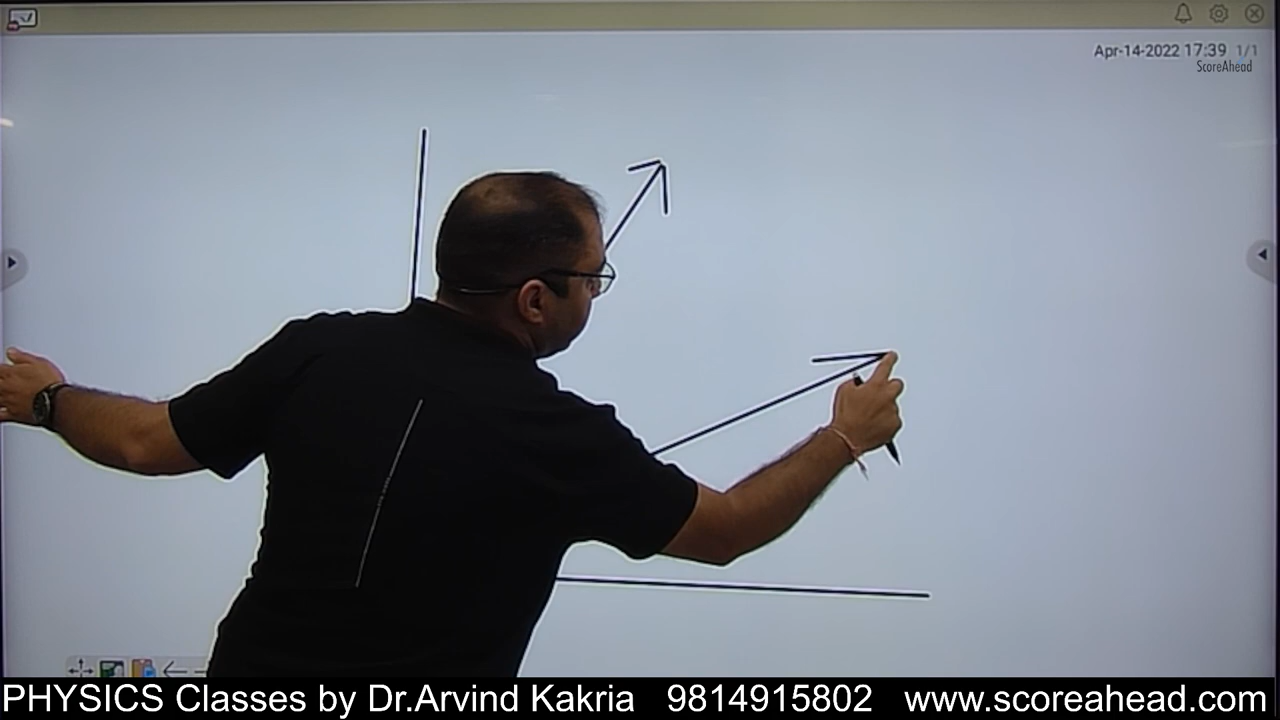 Apr-14-2022 17:39 1/1
ScoreAhead
PHYSICS Classes by Dr.Arvind Kakria 9814915802 www.scoreahead.com